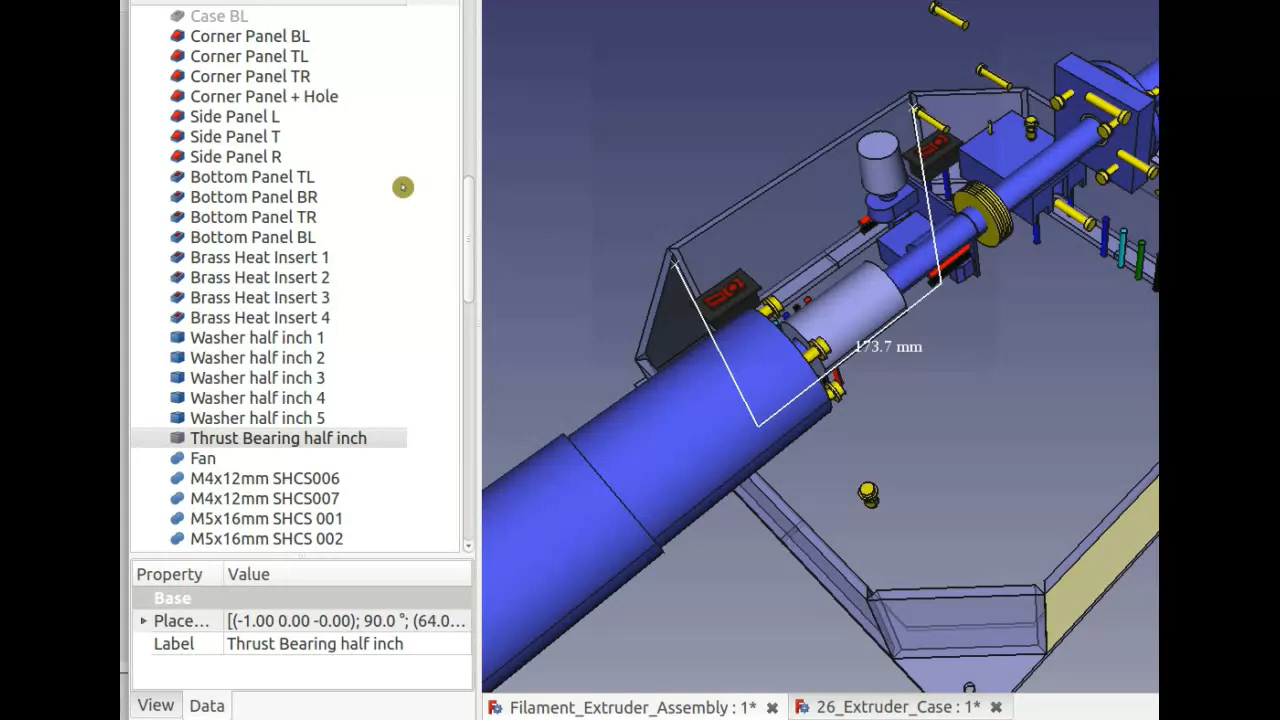 Case BL
Corner Panel BL
Corner Panel TL
Corner Panel TR
Corner Panel + Hole
Side Panel L
Side Panel T
Side Panel R
Bottom Panel TL
Bottom Panel BR
Bottom Panel TR
Bottom Panel BL
Brass Heat Insert 1
Brass Heat Insert 2
Brass Heat Insert 3
Brass Heat Insert 4
Washer half inch 1
Washer half inch 2
Washer half inch 3
Washer half inch 4
Washer half inch 5
Thrust Bearing half inch
Fan
M4x12mm SHCS006
M4x12mm SHCS007
M5x16mm SHCS 001
M5x16mm SHCS 002
Property Value
Base
Place... [(-1.00 0.00 -0.00); 90.0 °; (64.0...
Label Thrust Bearing half inch
View Data
173.7 mm
Filament_Extruder_Assembly : 1* 26_Extruder_Case : 1*